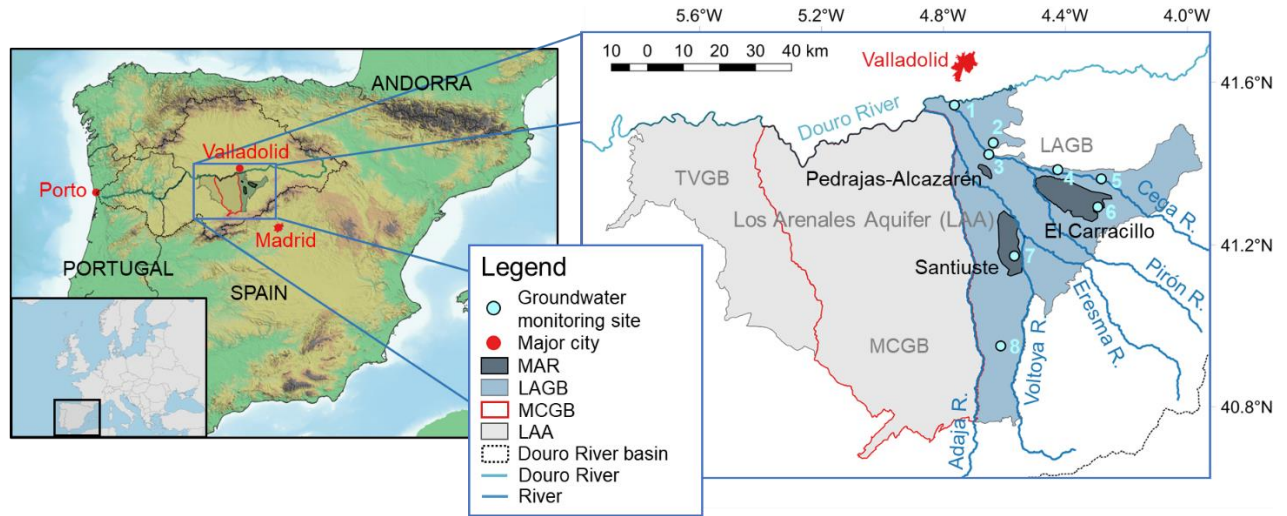 ANDORRA
Valladolid
Porto
Madrid
PORTUGAL
SPAIN
Legend
Groundwater
monitoring site
Major city
MAR
LAGB
MCGB
LAA
Douro River basin
Douro River
River
5.6°W 5.2°W 4.8°W 4.4°W 4.0°W
10 0 10 20 30 40 km
Valladolid
41.6°N
Douro River
1
2
LAGB
TVGB
3
4
5
Pedrajas-Alcazarén
Cega R.
Los Arenales Aquifer (LAA)
6
El Carracillo
41.2°N
Santiuste
7
Pirón R.
Eresma R.
MCGB
8
Voltoya R.
Adaja R.
40.8°N